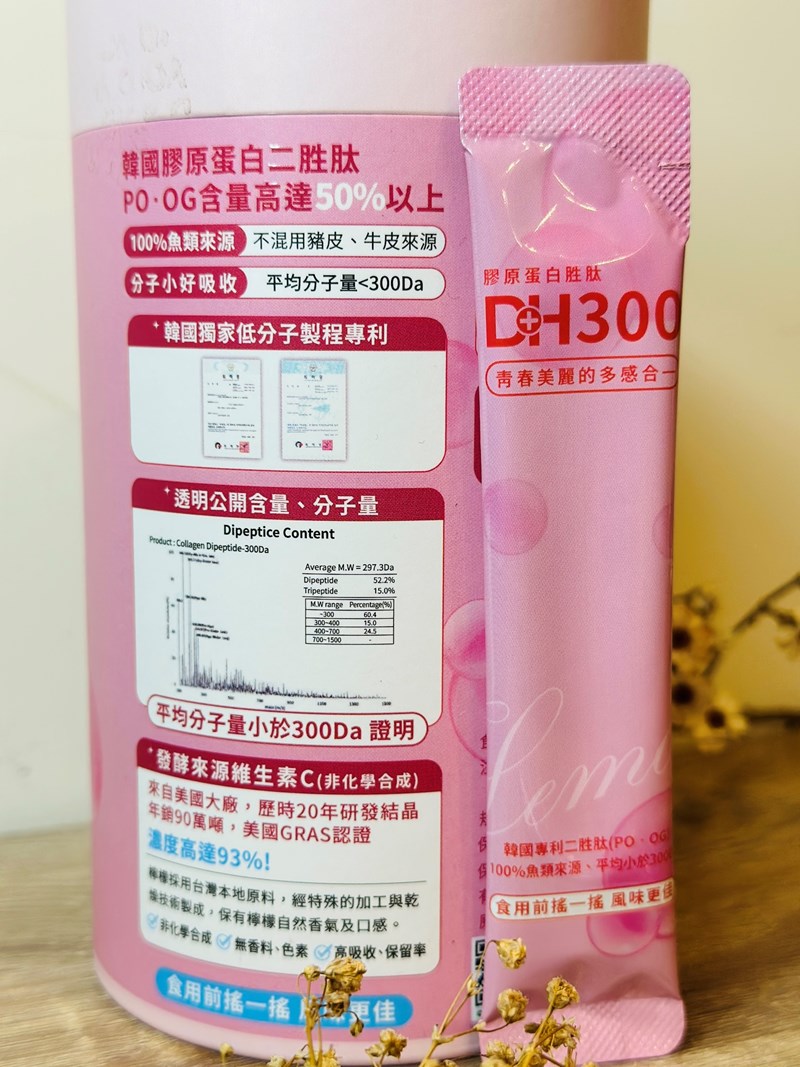 韓國膠原蛋白二胜肽
PO·OG含量高達50%以上
100%魚類來源 不混用豬皮、牛皮來源
分子小好吸收 平均分子量<300Da
韓國獨家低分子製程專利
透明公開含量、分子量
Dipeptice Content
Product : Collagen Dipeptide-300Da
Average M.W = 297.3Da
Dipeptide 52.2%
Tripeptide 15.0%
M.W range Percentage(%)
~300 60.4
300~400 15.0
400~700 24.5
700~1500 -
平均分子量小於300Da 證明
發酵來源維生素C(非化學合成)
來自美國大廠，歷時20年研發結晶
年銷90萬噸，美國GRAS認證
濃度高達93%!
檸檬採用台灣本地原料，經特殊的加工與乾
燥技術製成，保有檸檬自然香氣及口感。
非化學合成 無香料、色素 高吸收、保留率
食用前搖一搖 風味更佳
膠原蛋白胜肽
DH300
青春美麗的多感合一
Lemo
韓國專利二胜肽(PO、OG)
100%魚類來源、平均小於300
食用前搖一搖 風味更佳